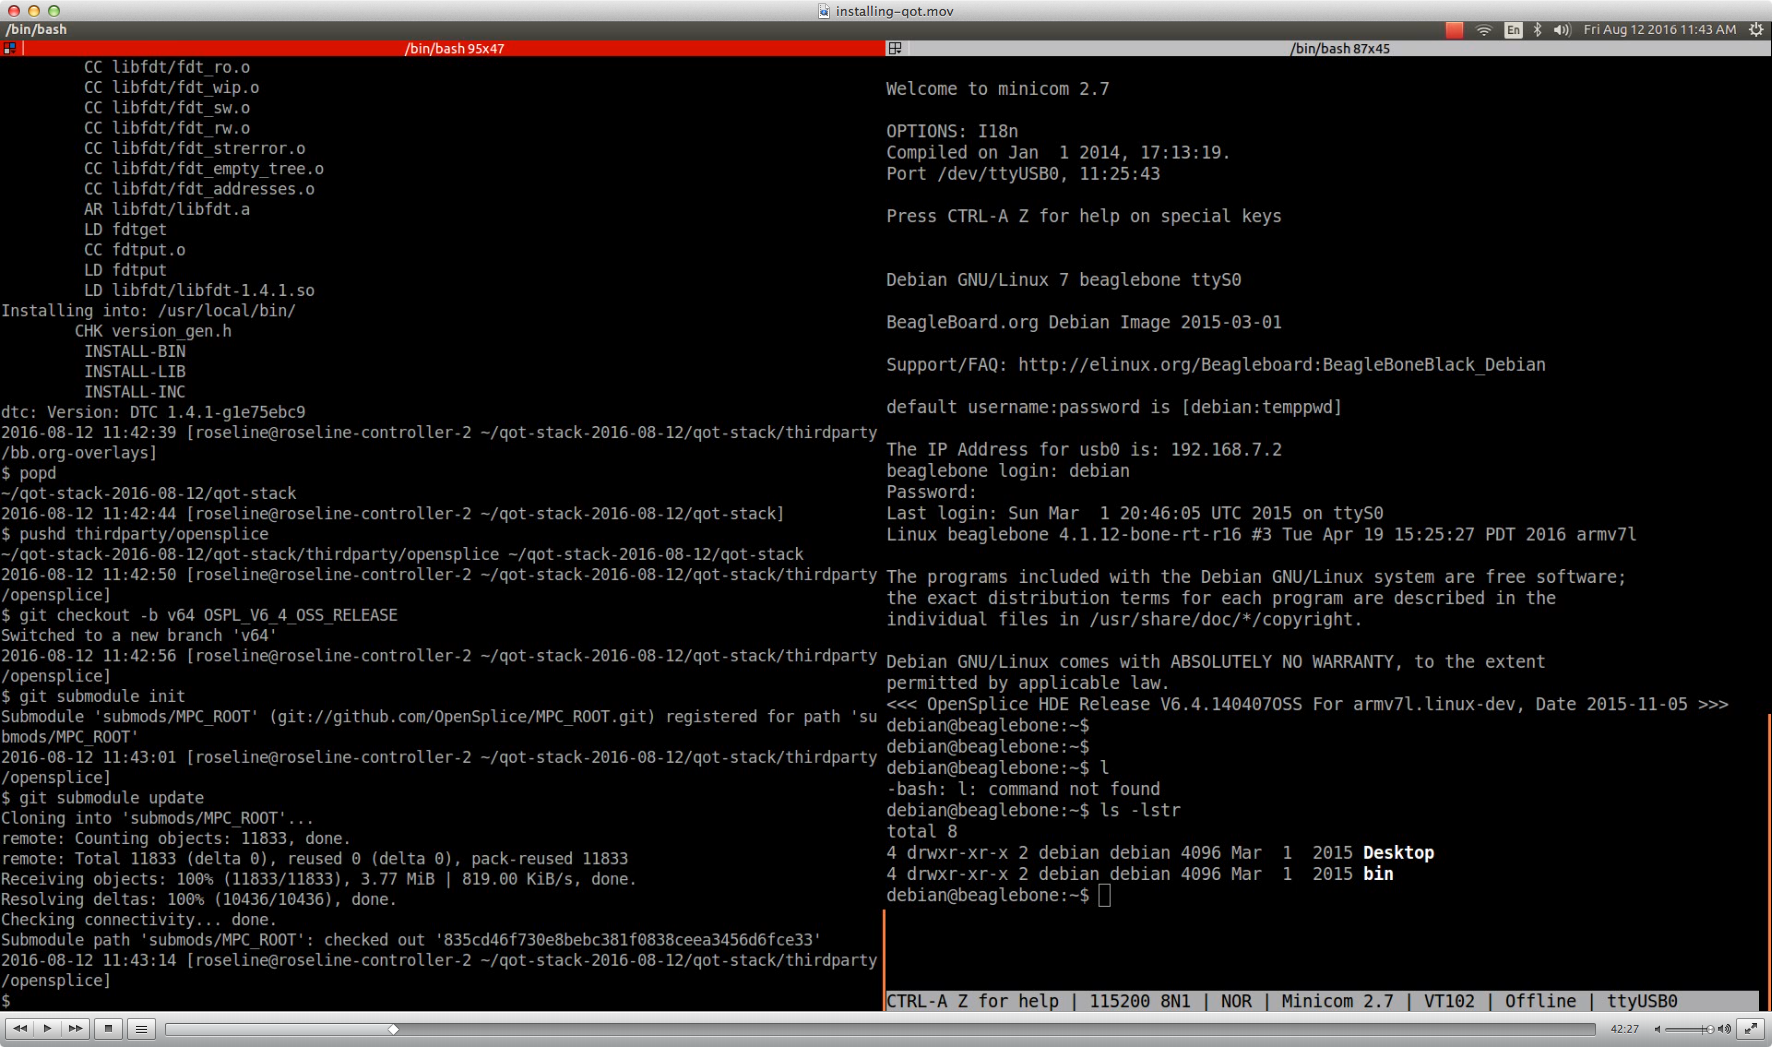 installing-qot.mov
/bin/bash
En
Fri Aug 12 2016 11:43 AM
/bin/bash 95x47
CC libfdt/fdt_ro.o
CC libfdt/fdt_wip.o
CC libfdt/fdt_sw.o
CC libfdt/fdt_rw.o
CC libfdt/fdt_strerror.o
CC libfdt/fdt_empty_tree.o
CC libfdt/fdt_addresses.o
AR libfdt/libfdt.a
LD fdtget
CC fdtput.o
LD fdtput
LD libfdt/libfdt-1.4.1.so
Installing into: /usr/local/bin/
CHK version_gen.h
INSTALL-BIN
INSTALL-LIB
INSTALL-INC
dtc: Version: DTC 1.4.1-g1e75ebc9
2016-08-12 11:42:39 [roseline@roseline-controller-2 ~/qot-stack-2016-08-12/qot-stack/thirdparty
/bb.org-overlays]
$ popd
~/qot-stack-2016-08-12/qot-stack
2016-08-12 11:42:44 [roseline@roseline-controller-2 ~/qot-stack-2016-08-12/qot-stack]
$ pushd thirdparty/opensplice
~/qot-stack-2016-08-12/qot-stack/thirdparty/opensplice ~/qot-stack-2016-08-12/qot-stack
2016-08-12 11:42:50 [roseline@roseline-controller-2 ~/qot-stack-2016-08-12/qot-stack/thirdparty
/opensplice]
$ git checkout -b v64 OSPL_V6_4_OSS_RELEASE
Switched to a new branch 'v64'
2016-08-12 11:42:56 [roseline@roseline-controller-2 ~/qot-stack-2016-08-12/qot-stack/thirdparty
/opensplice]
$ git submodule init
Submodule 'submods/MPC_ROOT' (git://github.com/OpenSplice/MPC_ROOT.git) registered for path 'su
bmods/MPC_ROOT'
2016-08-12 11:43:01 [roseline@roseline-controller-2 ~/qot-stack-2016-08-12/qot-stack/thirdparty
/opensplice]
$ git submodule update
Cloning into 'submods/MPC_ROOT'...
remote: Counting objects: 11833, done.
remote: Total 11833 (delta 0), reused 0 (delta 0), pack-reused 11833
Receiving objects: 100% (11833/11833), 3.77 MiB | 819.00 KiB/s, done.
Resolving deltas: 100% (10436/10436), done.
Checking connectivity... done.
Submodule path 'submods/MPC_ROOT': checked out '835cd46f730e8bebc381f0838ceea3456d6fce33'
2016-08-12 11:43:14 [roseline@roseline-controller-2 ~/qot-stack-2016-08-12/qot-stack/thirdparty
/opensplice]
$
/bin/bash 87x45
Welcome to minicom 2.7
OPTIONS: I18n
Compiled on Jan  1 2014, 17:13:19.
Port /dev/ttyUSB0, 11:25:43
Press CTRL-A Z for help on special keys
Debian GNU/Linux 7 beaglebone ttyS0
BeagleBoard.org Debian Image 2015-03-01
Support/FAQ: http://elinux.org/Beagleboard:BeagleBoneBlack_Debian
default username:password is [debian:temppwd]
The IP Address for usb0 is: 192.168.7.2
beaglebone login: debian
Password:
Last login: Sun Mar  1 20:46:05 UTC 2015 on ttyS0
Linux beaglebone 4.1.12-bone-rt-r16 #3 Tue Apr 19 15:25:27 PDT 2016 armv7l
The programs included with the Debian GNU/Linux system are free software;
the exact distribution terms for each program are described in the
individual files in /usr/share/doc/*/copyright.
Debian GNU/Linux comes with ABSOLUTELY NO WARRANTY, to the extent
permitted by applicable law.
<<< OpenSplice HDE Release V6.4.140407OSS For armv7l.linux-dev, Date 2015-11-05 >>>
debian@beaglebone:~$
debian@beaglebone:~$
debian@beaglebone:~$ l
-bash: l: command not found
debian@beaglebone:~$ ls -lstr
total 8
4 drwxr-xr-x 2 debian debian 4096 Mar  1  2015 Desktop
4 drwxr-xr-x 2 debian debian 4096 Mar  1  2015 bin
debian@beaglebone:~$
CTRL-A Z for help | 115200 8N1 | NOR | Minicom 2.7 | VT102 | Offline | ttyUSB0
42:27